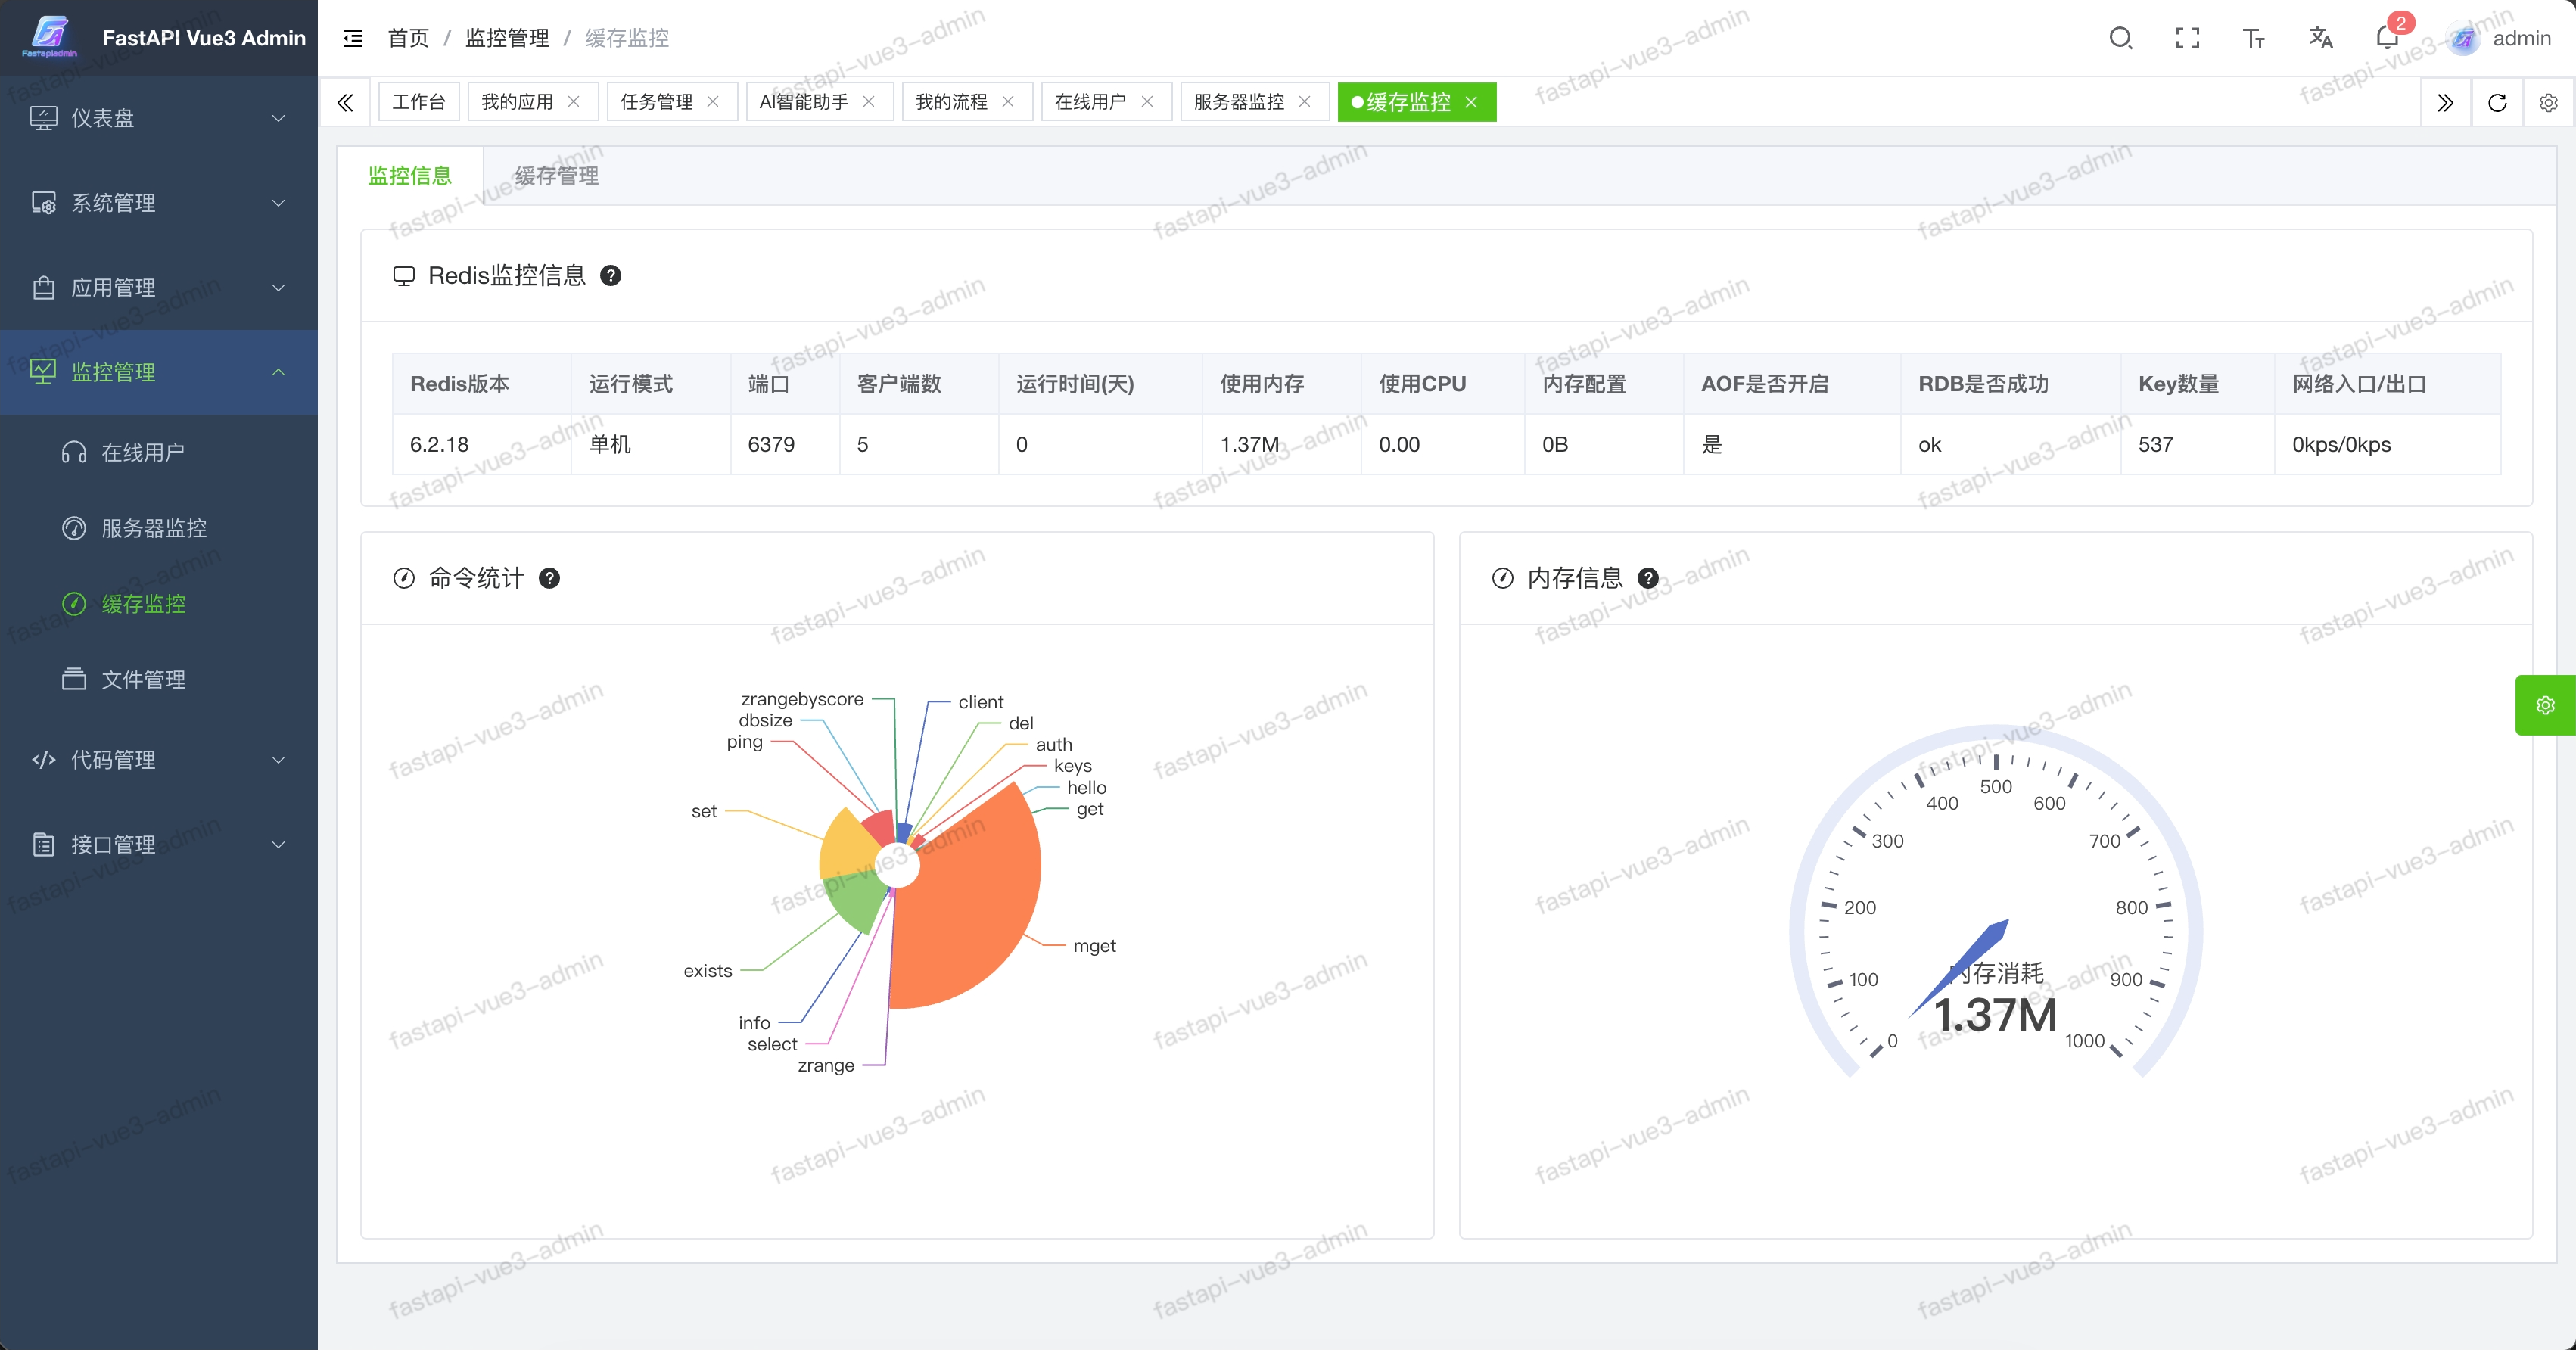 Fastapiadmin
FastAPI Vue3 Admin
首页 / 监控管理 / 缓存监控
2
admin
仪表盘
系统管理
应用管理
监控管理
在线用户
服务器监控
缓存监控
文件管理
代码管理
接口管理
工作台
我的应用
任务管理
AI智能助手
我的流程
在线用户
服务器监控
缓存监控
监控信息
缓存管理
Redis监控信息
Redis版本 运行模式 端口 客户端数 运行时间(天) 使用内存 使用CPU 内存配置 AOF是否开启 RDB是否成功 Key数量 网络入口/出口
6.2.18 单机 6379 5 0 1.37M 0.00 0B 是 ok 537 0kps/0kps
命令统计
zrangebyscore
dbsize
ping
set
exists
info
select
zrange
client
del
auth
keys
hello
get
mget
内存信息
0
100
200
300
400
500
600
700
800
900
1000
内存消耗
1.37M
fastapi-vue3-admin